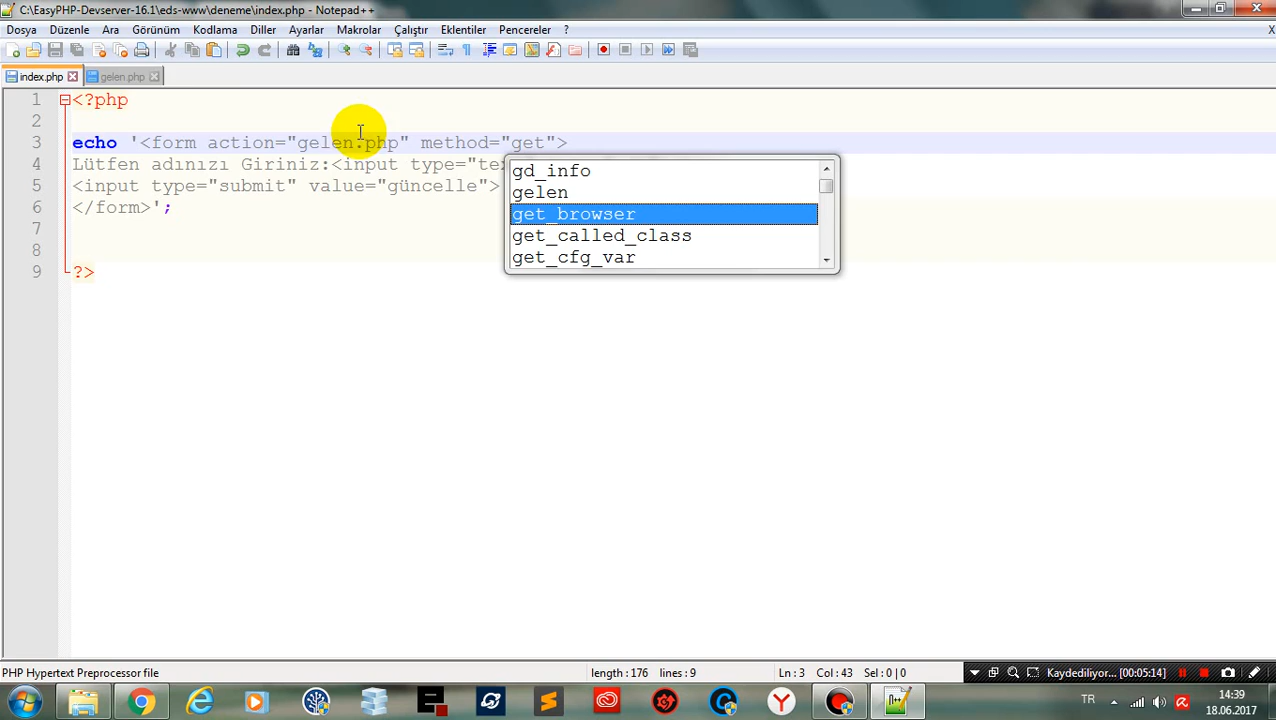 C:\EasyPHP-Devserver-16.1\eds-www\deneme\index.php - Notepad++
Dosya Düzenle Ara Görünüm Kodlama Diller Ayarlar Makrolar Çalıştır Eklentiler Pencereler ? X
index.php gelen.php
1 <?php
2
3 echo '<form action="gelen.php" method="get">
4 Lütfen adınızı Giriniz:<input type="te
5 <input type="submit" value="güncelle">
6 </form>';
7
8
9 ?>
gd_info
gelen
get_browser
get_called_class
get_cfg_var
PHP Hypertext Preprocessor file length : 176 lines : 9 Ln : 3 Col : 43 Sel : 0 | 0 Kaydediliyor... [00:05:14]
TR 14:39
18.06.2017